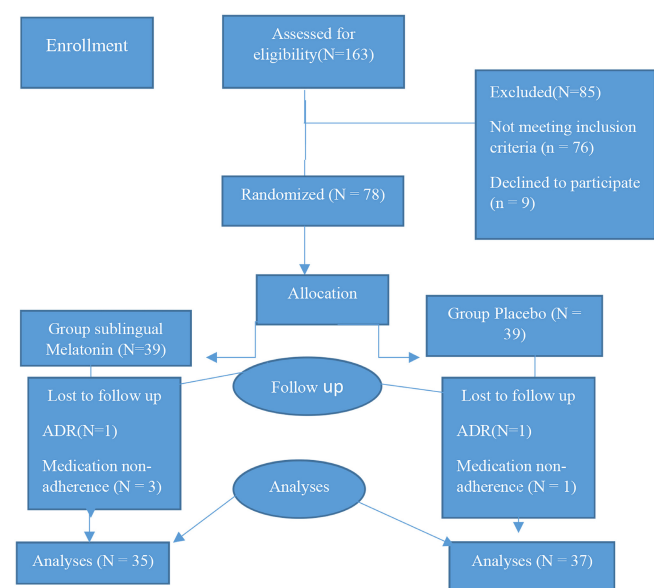 Enrollment
Assessed for
eligibility(N=163)
Excluded(N=85)
Not meeting inclusion
criteria (n = 76)
Declined to participate
(n = 9)
Randomized (N = 78)
Allocation
Group sublingual
Melatonin (N=39)
Group Placebo (N =
39)
Follow up
Lost to follow up
ADR(N=1)
Medication non-
adherence (N = 3)
Lost to follow up
ADR(N=1)
Medication non-
adherence (N = 1)
Analyses
Analyses (N = 35)
Analyses (N = 37)